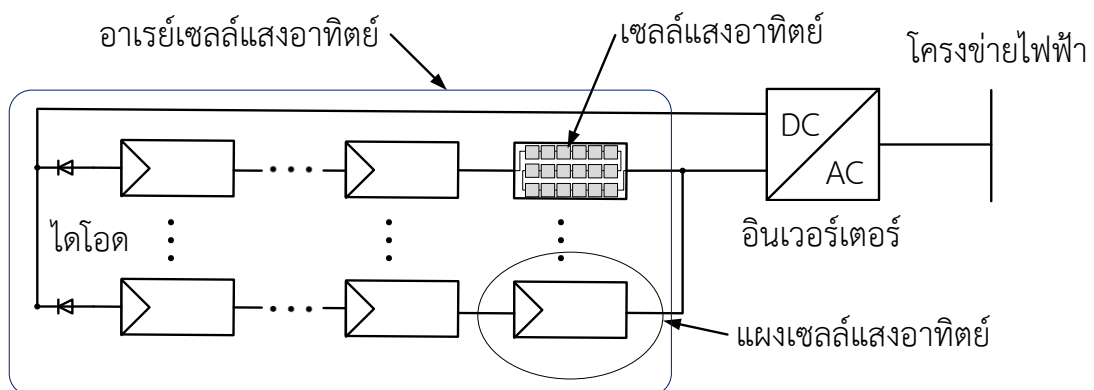 อาเรย์เซลล์แสงอาทิตย์
เซลล์แสงอาทิตย์
โครงข่ายไฟฟ้า
DC
AC
ไดโอด
อินเวอร์เตอร์
แผงเซลล์แสงอาทิตย์